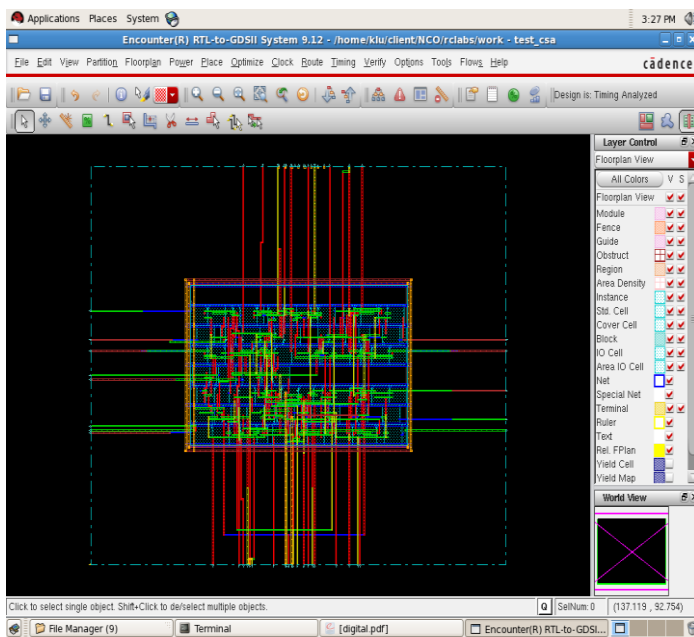 Applications Places System 3:27 PM
Encounter(R) RTL-to-GDSII System 9.12 - /home/klu/client/NCO/rclabs/work - test_csa
File Edit View Partition Floorplan Power Place Optimize Clock Route Timing Verify Options Tools Flows Help cādence
Design is: Timing Analyzed
Layer Control
Floorplan View
All Colors V S
Floorplan View
Module
Fence
Guide
Obstruct
Region
Area Density
Instance
Std. Cell
Cover Cell
Block
IO Cell
Area IO Cell
Net
Special Net
Terminal
Ruler
Text
Rel. FPlan
Yield Cell
Yield Map
World View
Click to select single object. Shift+Click to de/select multiple objects. Q SelNum: 0 (137.119 , 92.754)
File Manager (9) Terminal [digital.pdf] Encounter(R) RTL-to-GDSI...